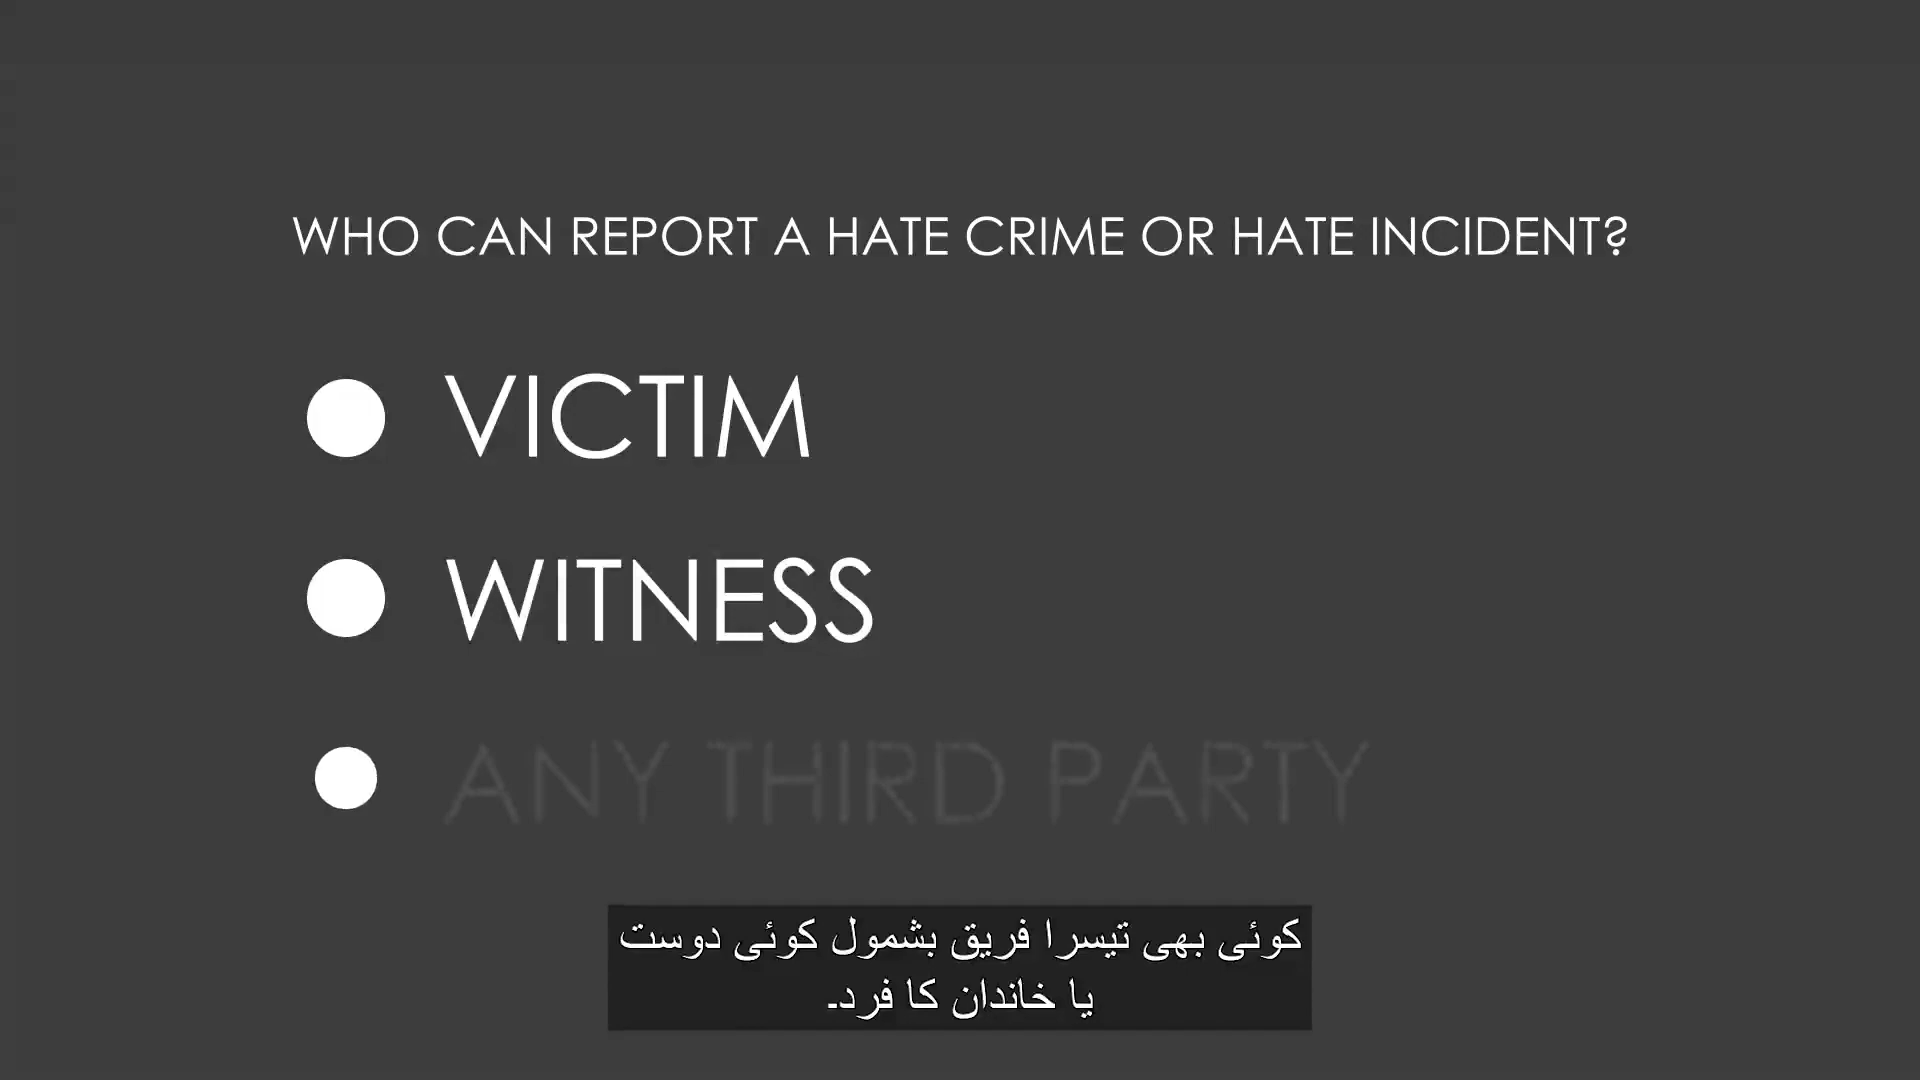 WHO CAN REPORT A HATE CRIME OR HATE INCIDENT?
VICTIM
WITNESS
ANY THIRD PARTY
کوئی بھی تیسرا فریق بشمول کوئی دوست
یا خاندان کا فرد۔